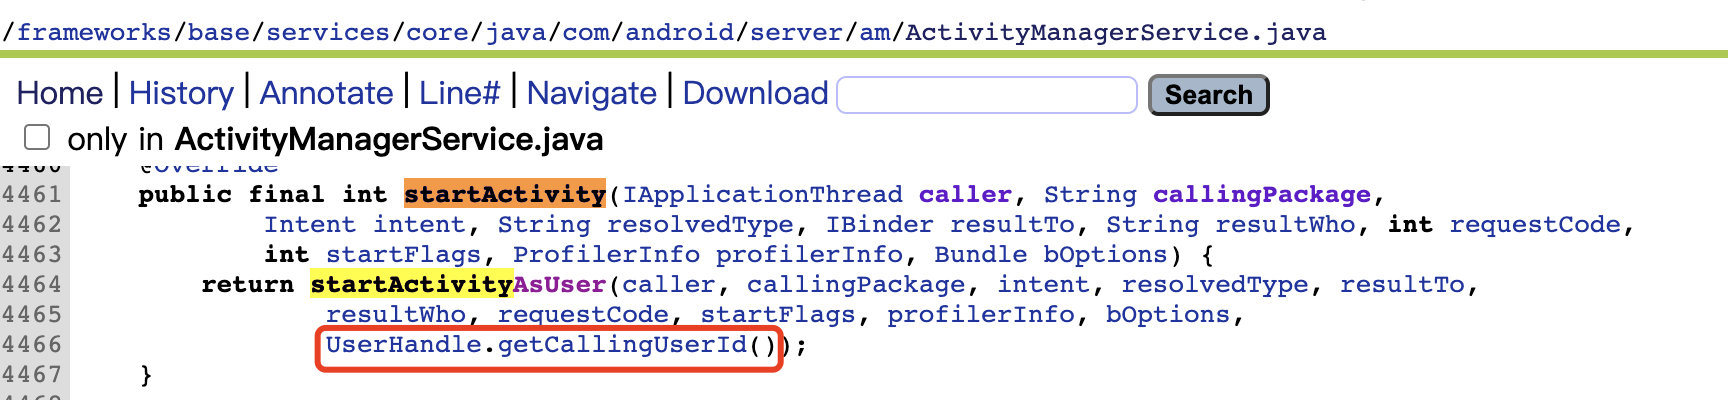 /frameworks/base/services/core/java/com/android/server/am/ActivityManagerService.java
Home | History | Annotate | Line# | Navigate | Download Search
only in ActivityManagerService.java
4460 @Override
4461 public final int startActivity(IApplicationThread caller, String callingPackage,
4462 Intent intent, String resolvedType, IBinder resultTo, String resultWho, int requestCode,
4463 int startFlags, ProfilerInfo profilerInfo, Bundle bOptions) {
4464 return startActivityAsUser(caller, callingPackage, intent, resolvedType, resultTo,
4465 resultWho, requestCode, startFlags, profilerInfo, bOptions,
4466 UserHandle.getCallingUserId());
4467 }